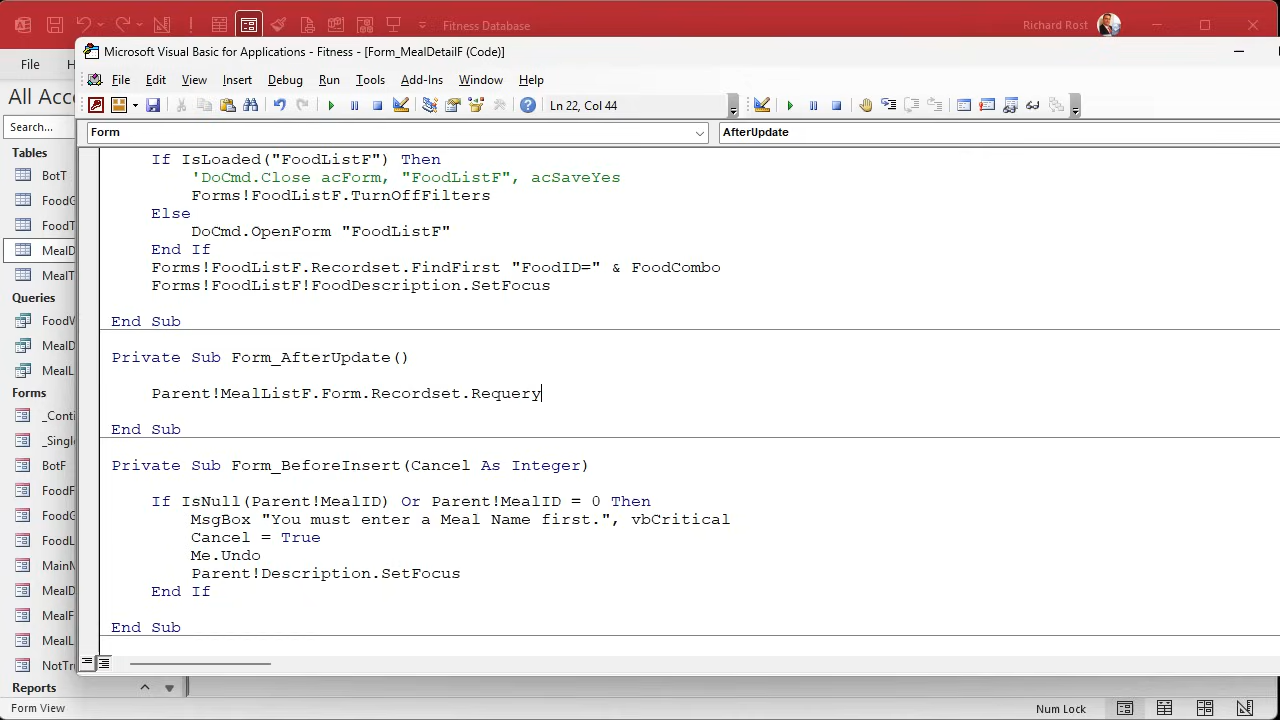 Fitness Database
Richard Rost
File
H
Microsoft Visual Basic for Applications - Fitness - [Form_MealDetailF (Code)]
File Edit View Insert Debug Run Tools Add-Ins Window Help
Ln 22, Col 44
Form
AfterUpdate
All Acc
Search...
Tables
BotT
FoodG
FoodT
MealD
MealT
Queries
FoodW
MealD
MealL
Forms
_Conti
_Singl
BotF
FoodF
FoodG
FoodL
MainM
MealD
MealF
MealL
NotTru
Reports
If IsLoaded("FoodListF") Then
'DoCmd.Close acForm, "FoodListF", acSaveYes
Forms!FoodListF.TurnOffFilters
Else
DoCmd.OpenForm "FoodListF"
End If
Forms!FoodListF.Recordset.FindFirst "FoodID=" & FoodCombo
Forms!FoodListF!FoodDescription.SetFocus
End Sub
Private Sub Form_AfterUpdate()
Parent!MealListF.Form.Recordset.Requery
End Sub
Private Sub Form_BeforeInsert(Cancel As Integer)
If IsNull(Parent!MealID) Or Parent!MealID = 0 Then
MsgBox "You must enter a Meal Name first.", vbCritical
Cancel = True
Me.Undo
Parent!Description.SetFocus
End If
End Sub
Form View
Num Lock